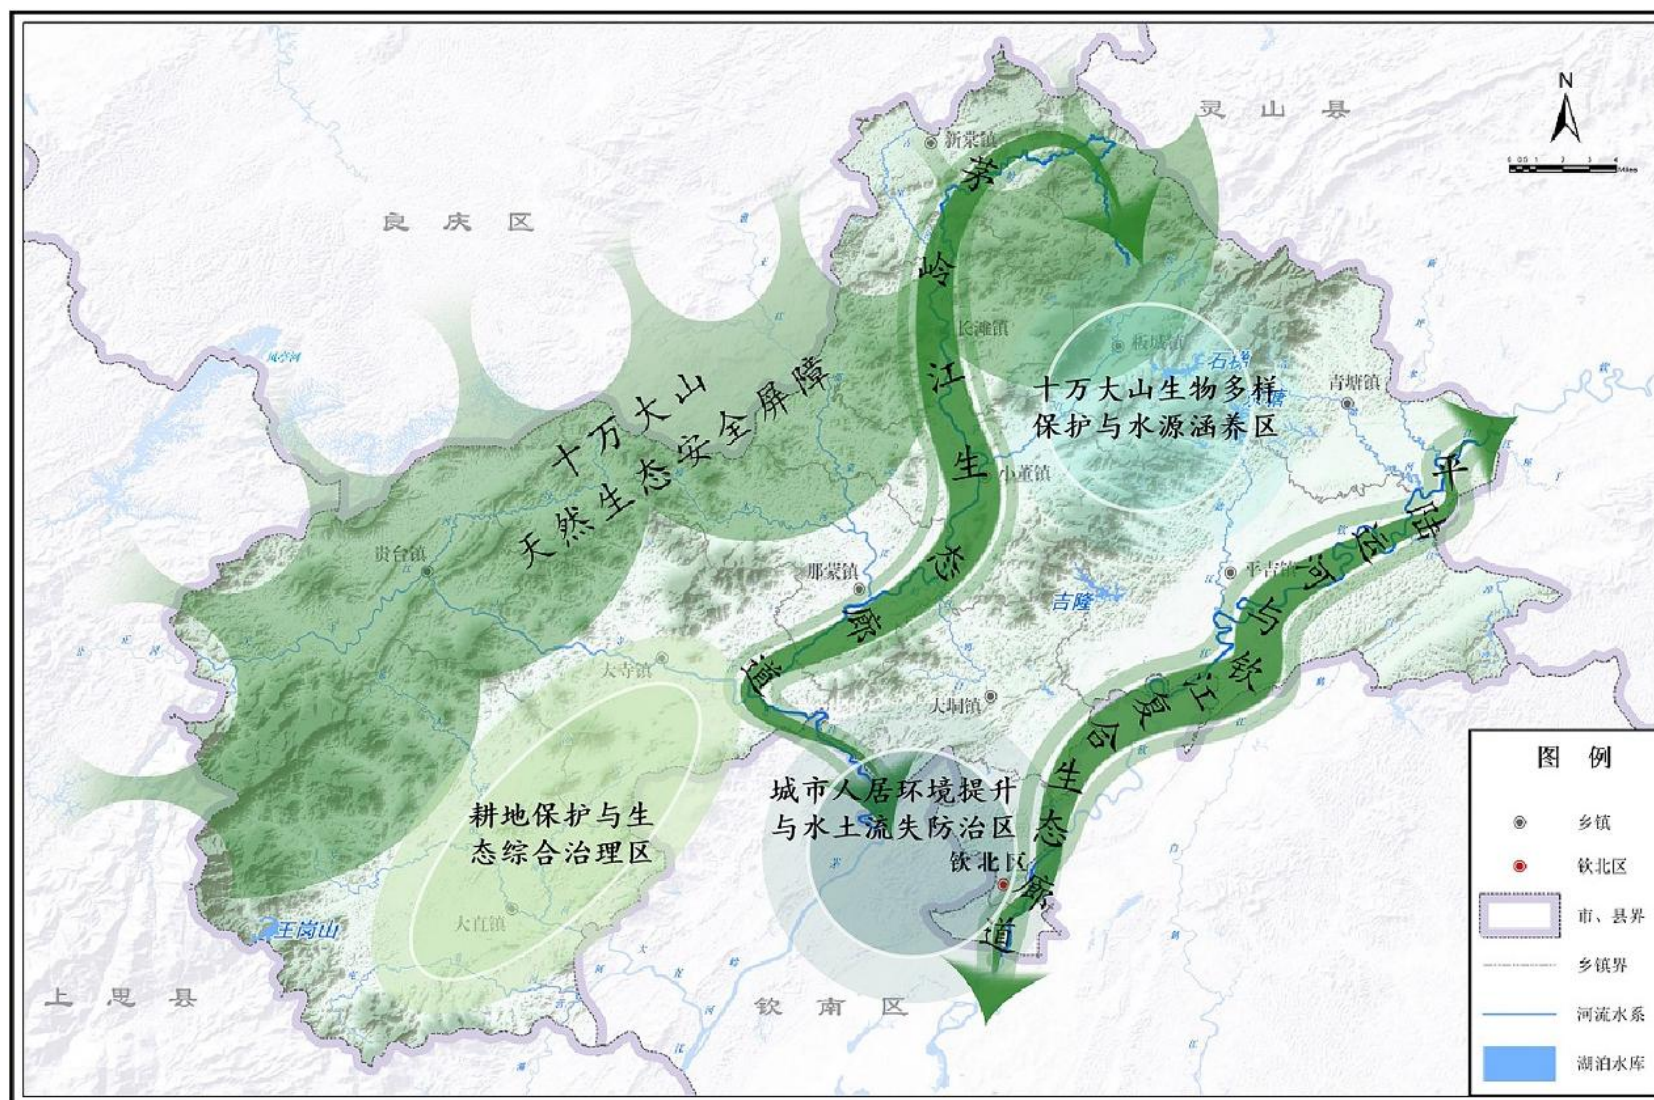 N
Miles
灵山县
良庆区
新棠镇
茅岭江生态廊道
长滩镇
板城镇
青塘镇
凤亭河
十万大山
天然生态安全屏障
十万大山生物多样
保护与水源涵养区
小董镇
贵台镇
那蒙镇
吉隆
平吉镇
平陆运河与钦江复合生态廊道
大寺镇
大垌镇
城市人居环境提升
与水土流失防治区
耕地保护与生
态综合治理区
钦北区
大直镇
王岗山
上思县
钦南区
图例
乡镇
钦北区
市、县界
乡镇界
河流水系
湖泊水库